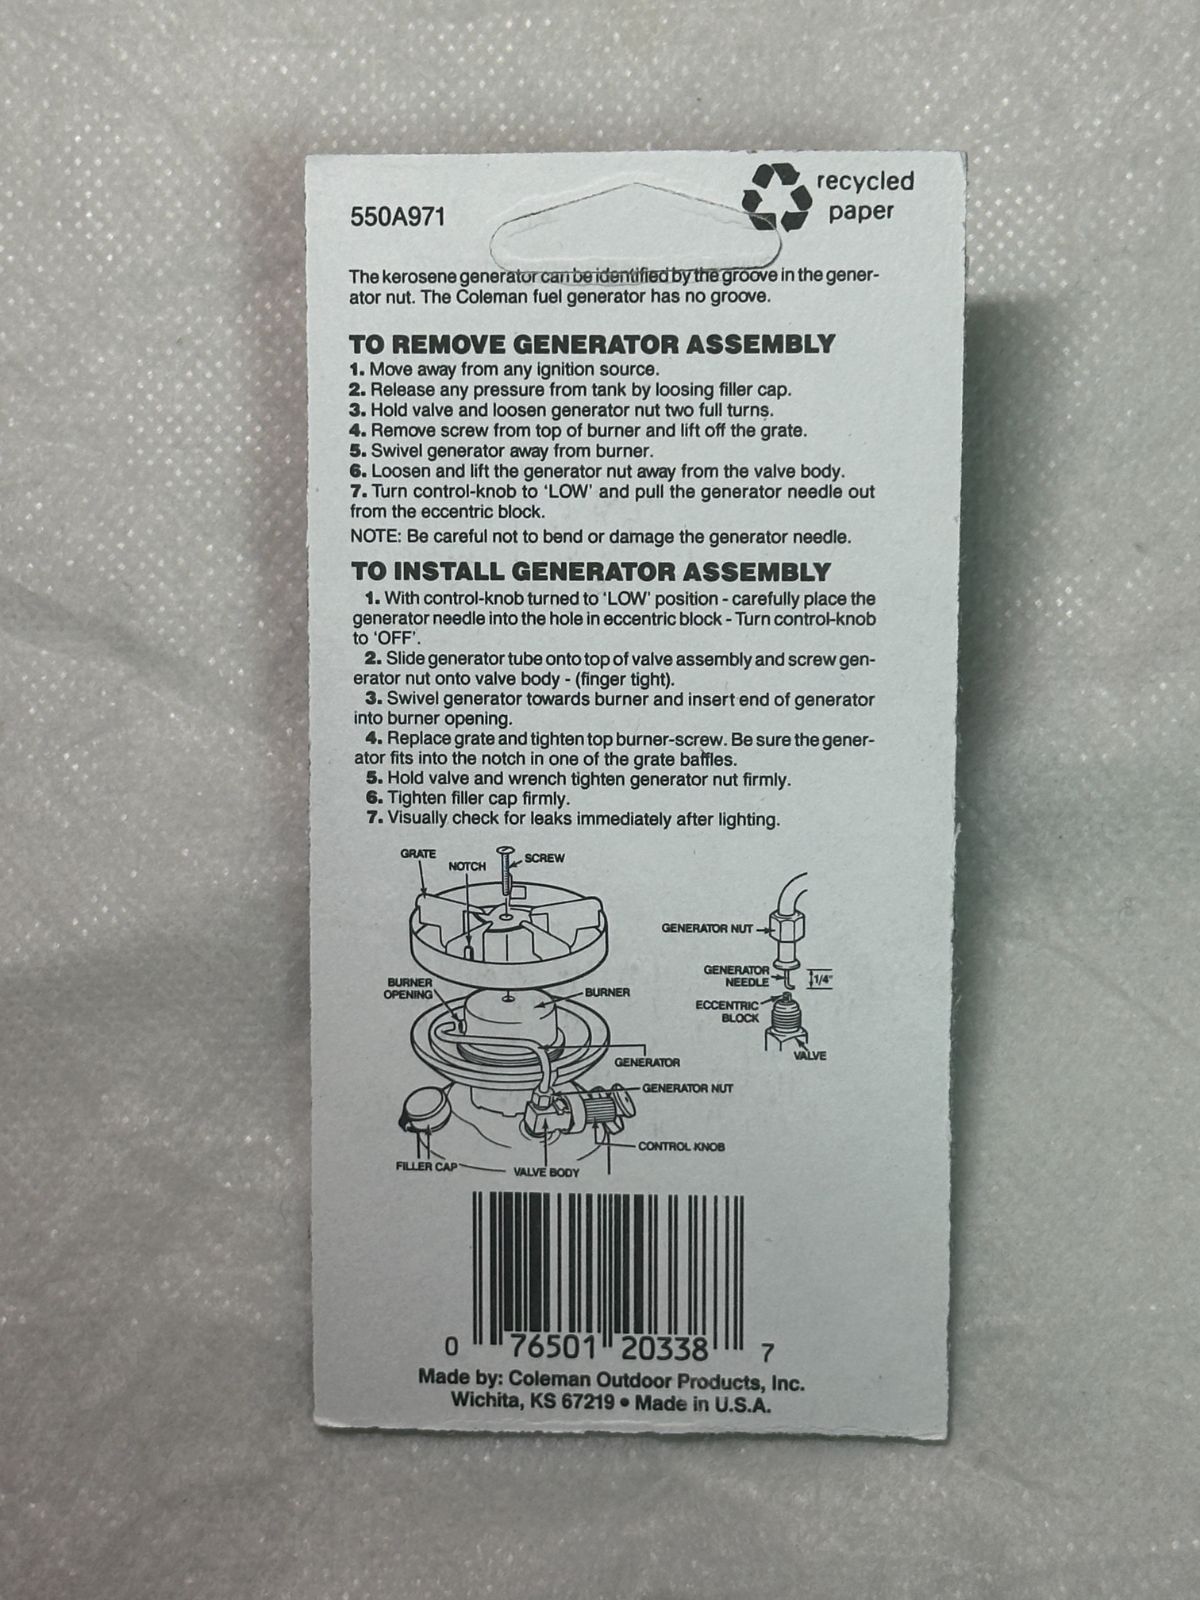 recycled
paper
550A971
The kerosene generator can be identified by the groove in the gener-
ator nut. The Coleman fuel generator has no groove.
TO REMOVE GENERATOR ASSEMBLY
1. Move away from any ignition source.
2. Release any pressure from tank by loosing filler cap.
3. Hold valve and loosen generator nut two full turns.
4. Remove screw from top of burner and lift off the grate.
5. Swivel generator away from burner.
6. Loosen and lift the generator nut away from the valve body.
7. Turn control-knob to 'LOW' and pull the generator needle out
from the eccentric block.
NOTE: Be careful not to bend or damage the generator needle.
TO INSTALL GENERATOR ASSEMBLY
1. With control-knob turned to 'LOW' position - carefully place the
generator needle into the hole in eccentric block - Turn control-knob
to 'OFF'.
2. Slide generator tube onto top of valve assembly and screw gen-
erator nut onto valve body - (finger tight).
3. Swivel generator towards burner and insert end of generator
into burner opening.
4. Replace grate and tighten top burner-screw. Be sure the gener-
ator fits into the notch in one of the grate baffles.
5. Hold valve and wrench tighten generator nut firmly.
6. Tighten filler cap firmly.
7. Visually check for leaks immediately after lighting.
GRATE
NOTCH
SCREW
BURNER
OPENING
BURNER
GENERATOR
GENERATOR NUT
CONTROL KNOB
FILLER CAP
VALVE BODY
GENERATOR NUT
GENERATOR
NEEDLE
1/4"
ECCENTRIC
BLOCK
VALVE
0 76501 20338 7
Made by: Coleman Outdoor Products, Inc.
Wichita, KS 67219 • Made in U.S.A.